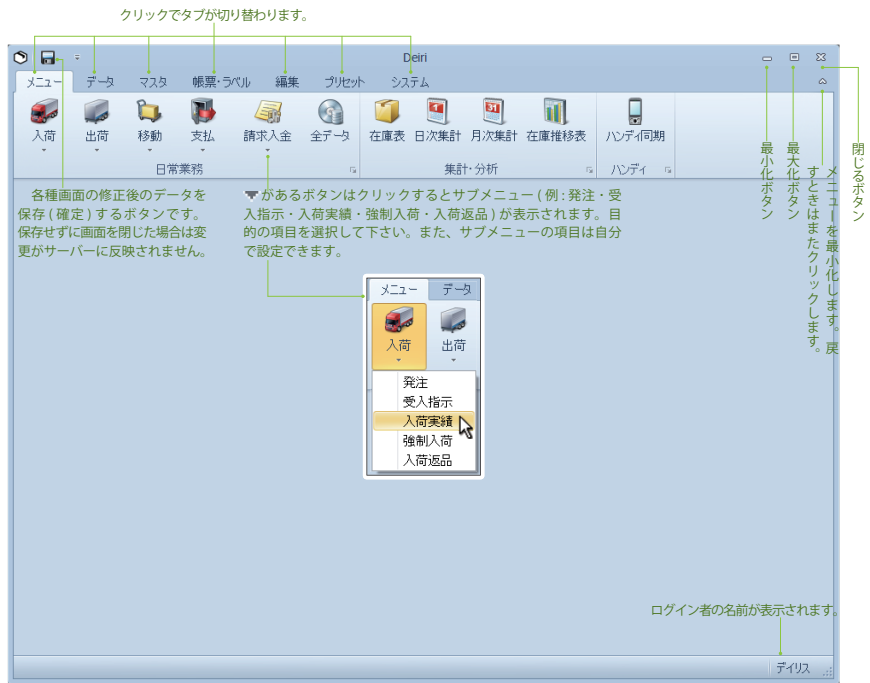 クリックでタブが切り替わります。
Deiri
メニュー データ マスタ 帳票・ラベル 編集 プリセット システム
入荷 出荷 移動 支払 請求入金 全データ 在庫表 日次集計 月次集計 在庫推移表 ハンディ同期
日常業務 集計・分析 ハンディ
最小化ボタン
最大化ボタン
メニューを最小化します。戻
すときはまたクリックします。
閉じるボタン
各種画面の修正後のデータを
保存(確定)するボタンです。
保存せずに画面を閉じた場合は変
更がサーバーに反映されません。
があるボタンはクリックするとサブメニュー(例:発注・受
入指示・入荷実績・強制入荷・入荷返品)が表示されます。目
的の項目を選択して下さい。また、サブメニューの項目は自分
で設定できます。
メニュー データ
入荷 出荷
発注
受入指示
入荷実績
強制入荷
入荷返品
ログイン者の名前が表示されます。
デイリス